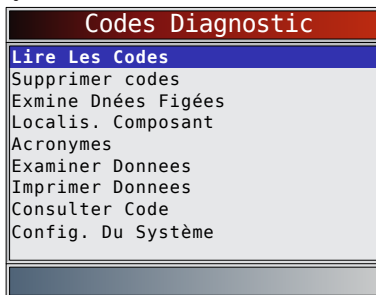 Codes Diagnostic
Lire Les Codes
Supprimer codes
Exmine Dnées Figées
Localis. Composant
Acronymes
Examiner Donnees
Imprimer Donnees
Consulter Code
Config. Du Système